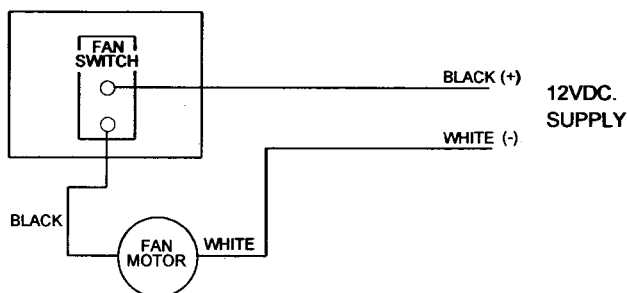 FAN
SWITCH
BLACK (+)
12VDC.
SUPPLY
WHITE (-)
BLACK
FAN
MOTOR
WHITE